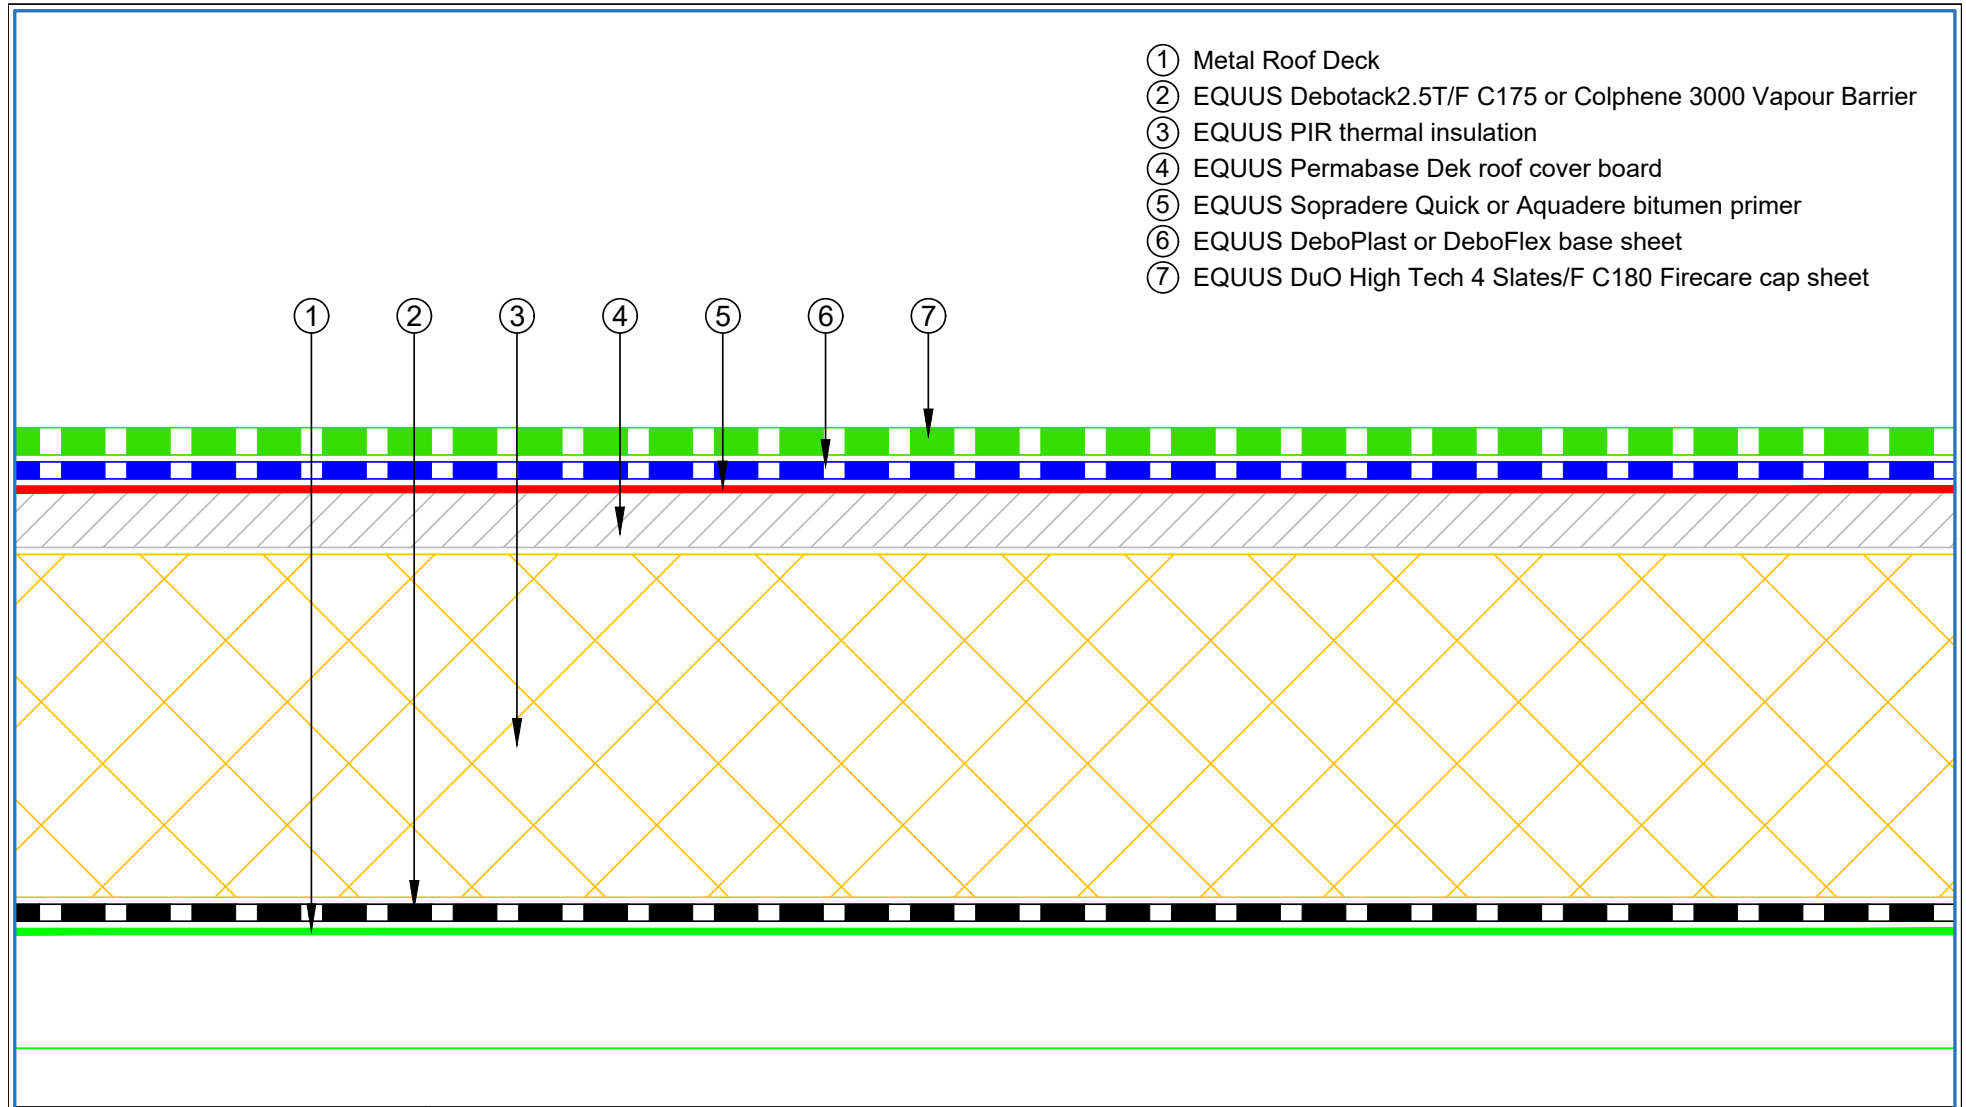 ① Metal Roof Deck
② EQUUS Debotack2.5T/F C175 or Colphene 3000 Vapour Barrier
③ EQUUS PIR thermal insulation
④ EQUUS Permabase Dek roof cover board
⑤ EQUUS Sopradere Quick or Aquadere bitumen primer
⑥ EQUUS DeboPlast or DeboFlex base sheet
⑦ EQUUS DuO High Tech 4 Slates/F C180 Firecare cap sheet
① ② ③ ④ ⑤ ⑥ ⑦